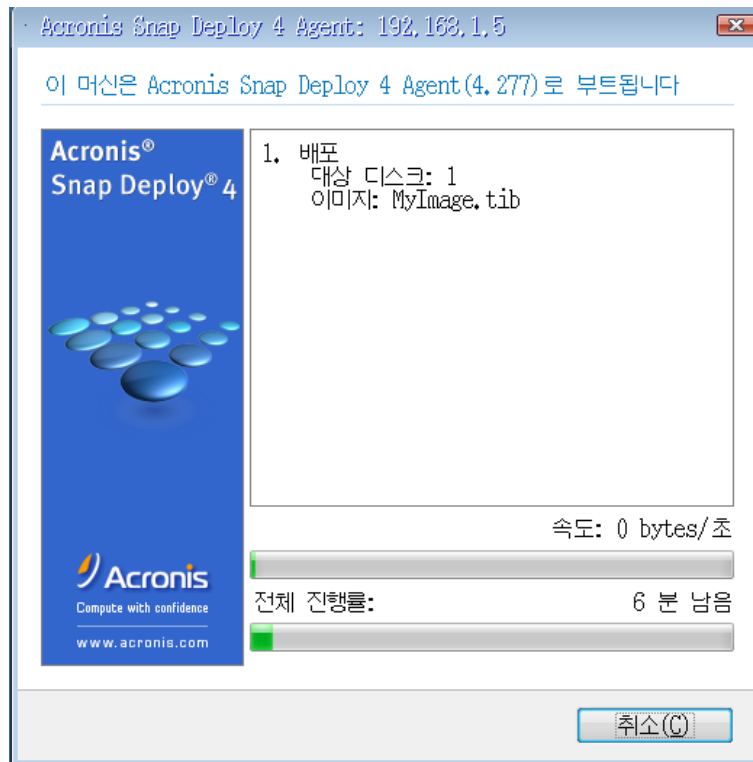 Acronis Snap Deploy 4 Agent: 192.168.1.5
이 머신은 Acronis Snap Deploy 4 Agent(4.277)로 부트됩니다
Acronis®
Snap Deploy® 4
1. 배포
대상 디스크: 1
이미지: MyImage.tib
속도: 0 bytes/초
전체 진행률: 6 분 남음
Acronis
Compute with confidence
www.acronis.com
취소(C)